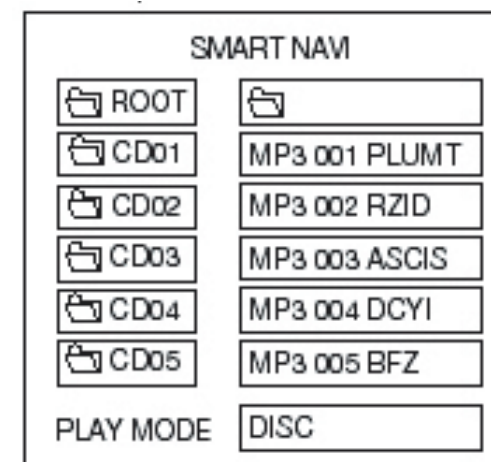 SMART NAVI
ROOT
CD01 MP3 001 PLUMT
CD02 MP3 002 RZID
CD03 MP3 003 ASCIS
CD04 MP3 004 DCYI
CD05 MP3 005 BFZ
PLAY MODE DISC